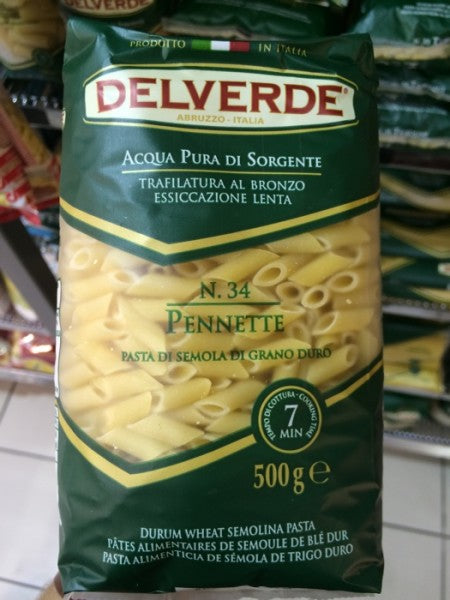 PRODOTTO IN ITALIA
DELVERDE®
ABRUZZO - ITALIA
ACQUA PURA DI SORGENTE
TRAFILATURA AL BRONZO
ESSICCAZIONE LENTA
N. 34
PENNETTE
PASTA DI SEMOLA DI GRANO DURO
TEMPO DI COTTURA - COOKING TIME
7
MIN
500 g ℮
DURUM WHEAT SEMOLINA PASTA
PÂTES ALIMENTAIRES DE SEMOULE DE BLÉ DUR
PASTA ALIMENTICIA DE SÉMOLA DE TRIGO DURO